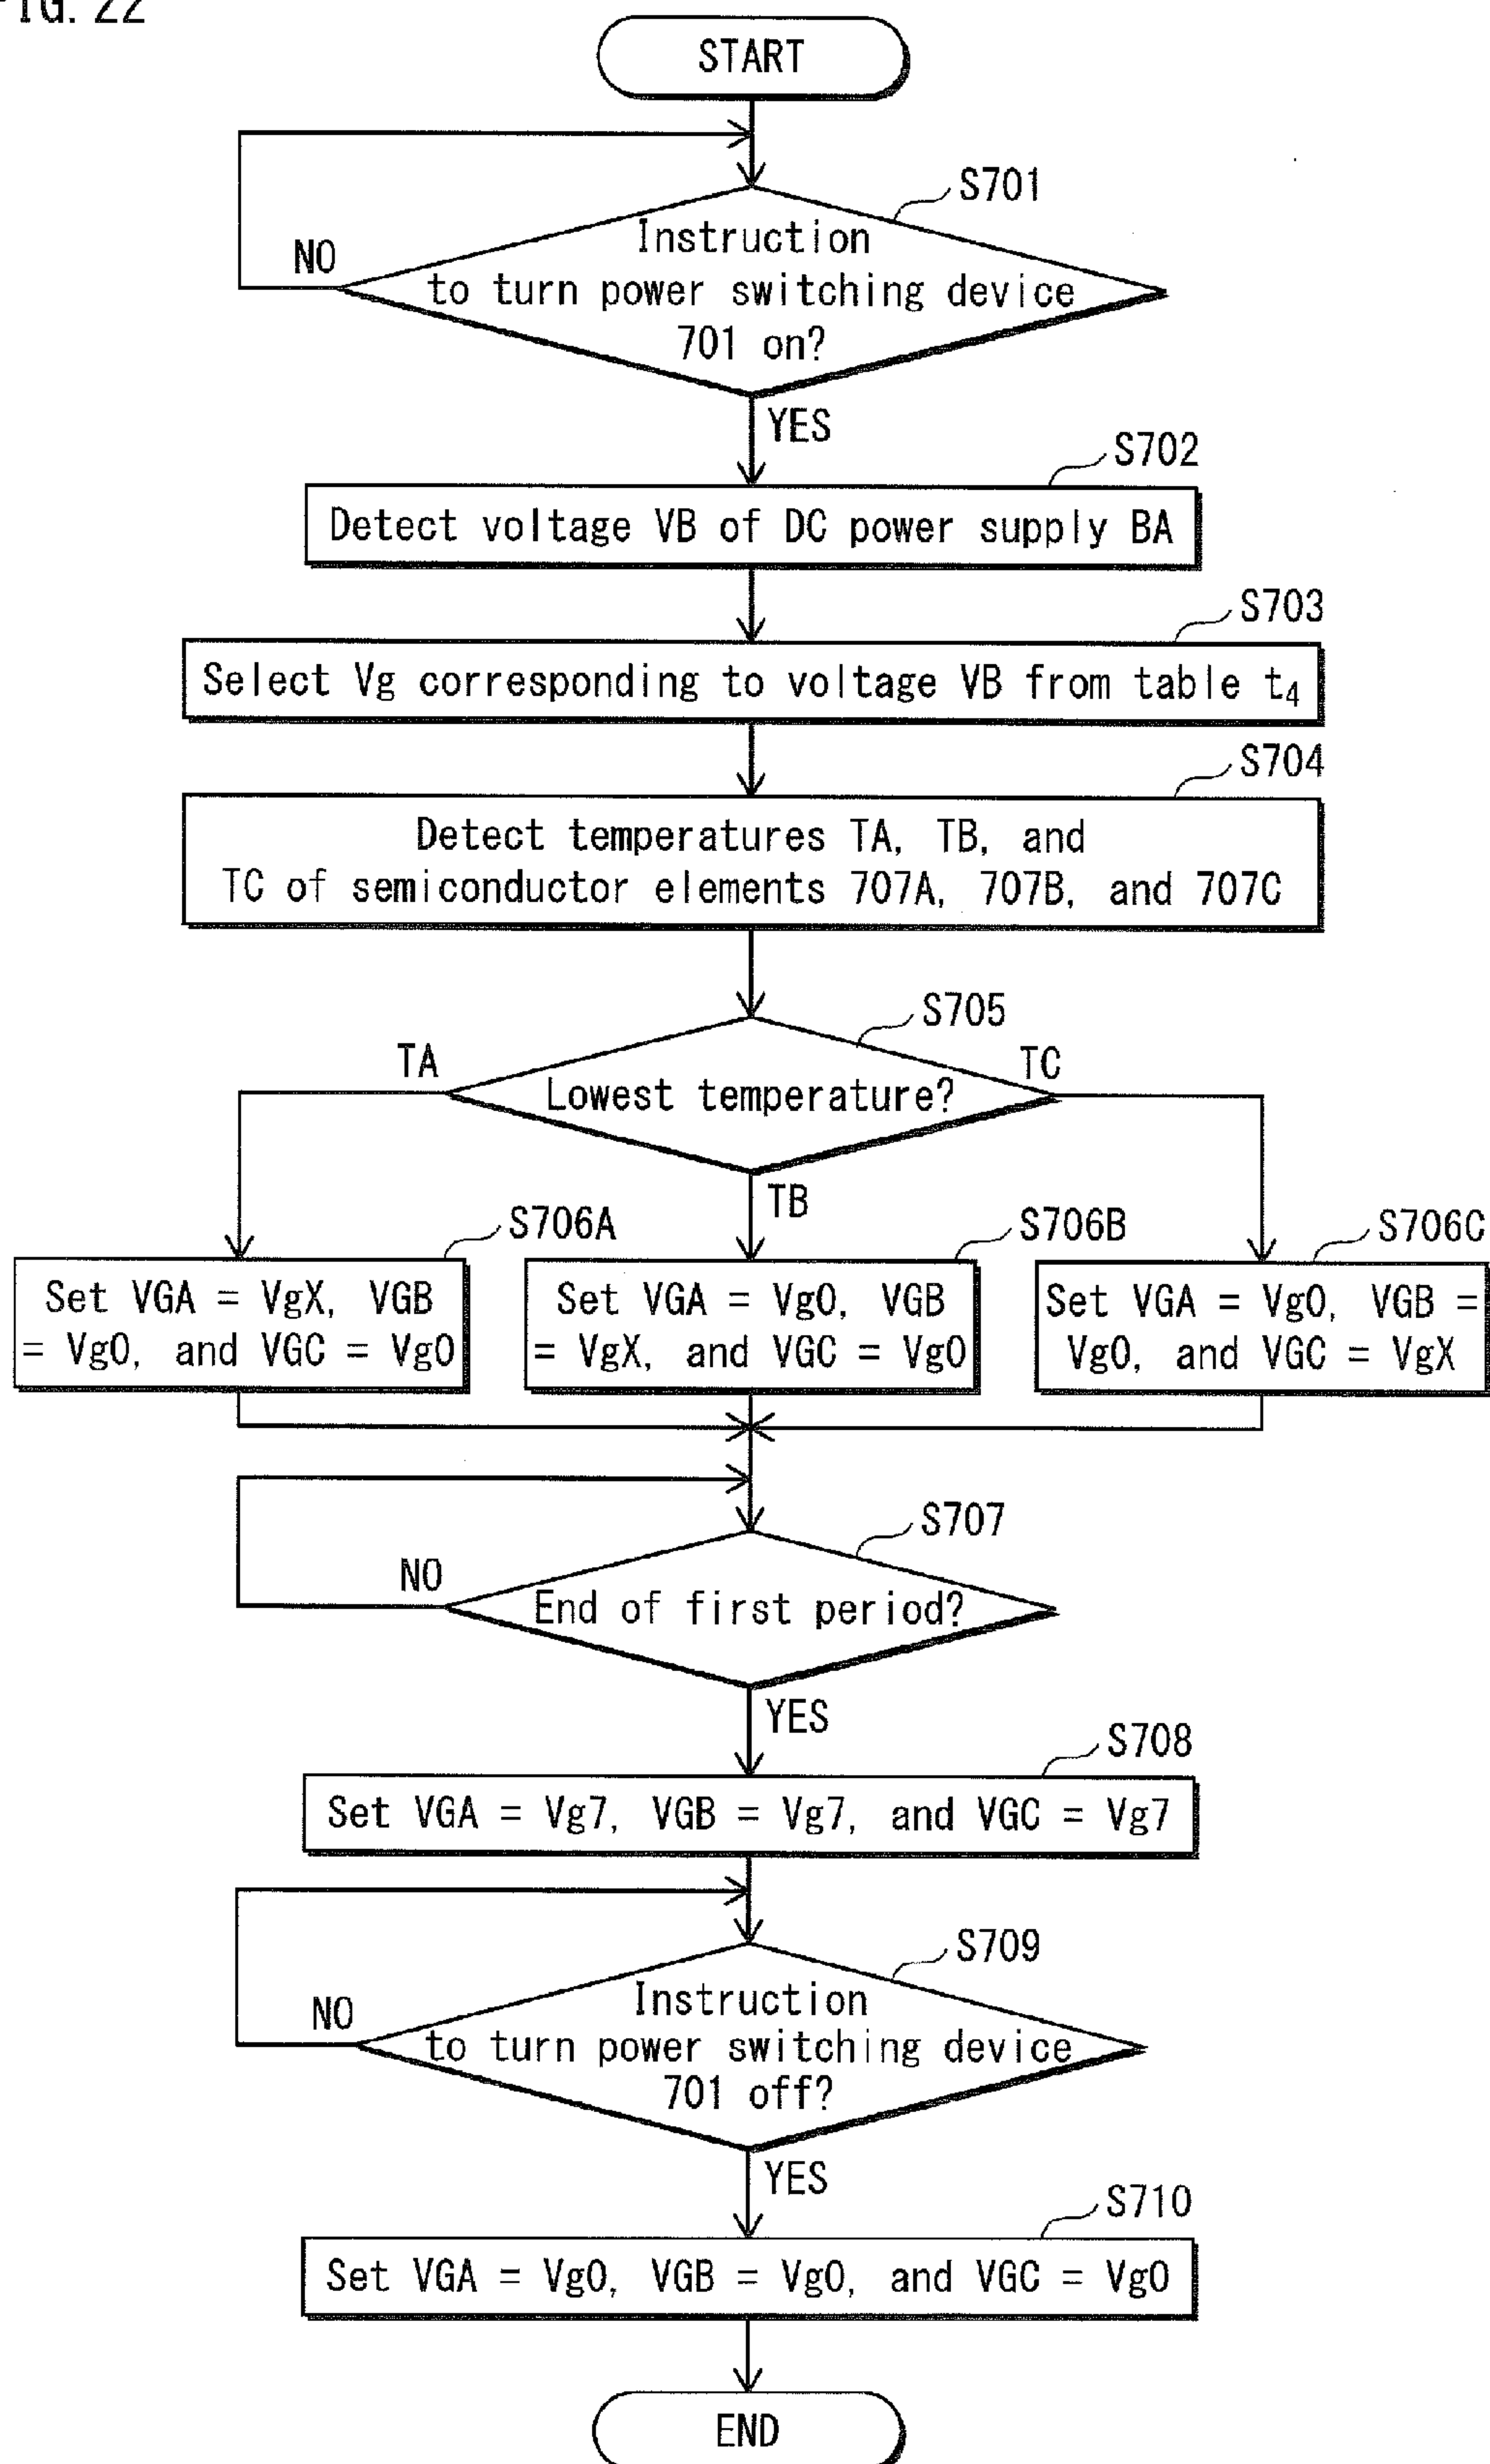 FIG. 22
START
S701
NO
Instruction
to turn power switching device
701 on?
YES
S702
Detect voltage VB of DC power supply BA
S703
Select Vg corresponding to voltage VB from table t4
S704
Detect temperatures TA, TB, and
TC of semiconductor elements 707A, 707B, and 707C
S705
TA
TC
Lowest temperature?
TB
S706A
S706B
S706C
Set VGA = VgX, VGB
= Vg0, and VGC = Vg0
Set VGA = Vg0, VGB
= VgX, and VGC = Vg0
Set VGA = Vg0, VGB =
Vg0, and VGC = VgX
S707
NO
End of first period?
YES
S708
Set VGA = Vg7, VGB = Vg7, and VGC = Vg7
S709
NO
Instruction
to turn power switching device
701 off?
YES
S710
Set VGA = Vg0, VGB = Vg0, and VGC = Vg0
END